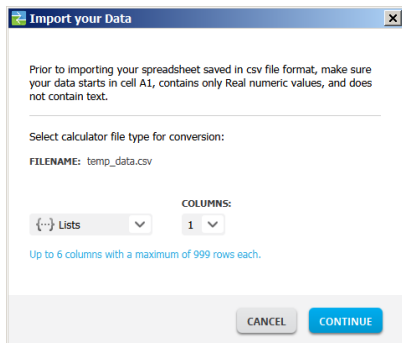 Import your Data
Prior to importing your spreadsheet saved in csv file format, make sure
your data starts in cell A1, contains only Real numeric values, and does
not contain text.
Select calculator file type for conversion:
FILENAME: temp_data.csv
COLUMNS:
{···} Lists
1
Up to 6 columns with a maximum of 999 rows each.
CANCEL
CONTINUE